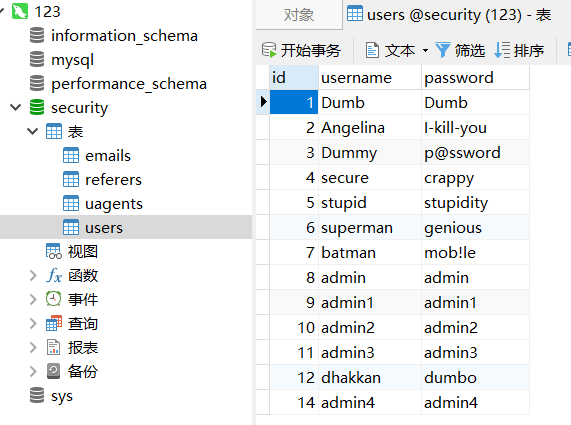 123
information_schema
mysql
performance_schema
security
表
emails
referers
uagents
users
视图
函数
事件
查询
报表
备份
sys
对象
users @security (123) - 表
开始事务 文本 筛选 排序
id username password
1 Dumb Dumb
2 Angelina I-kill-you
3 Dummy p@ssword
4 secure crappy
5 stupid stupidity
6 superman genious
7 batman mob!le
8 admin admin
9 admin1 admin1
10 admin2 admin2
11 admin3 admin3
12 dhakkan dumbo
14 admin4 admin4